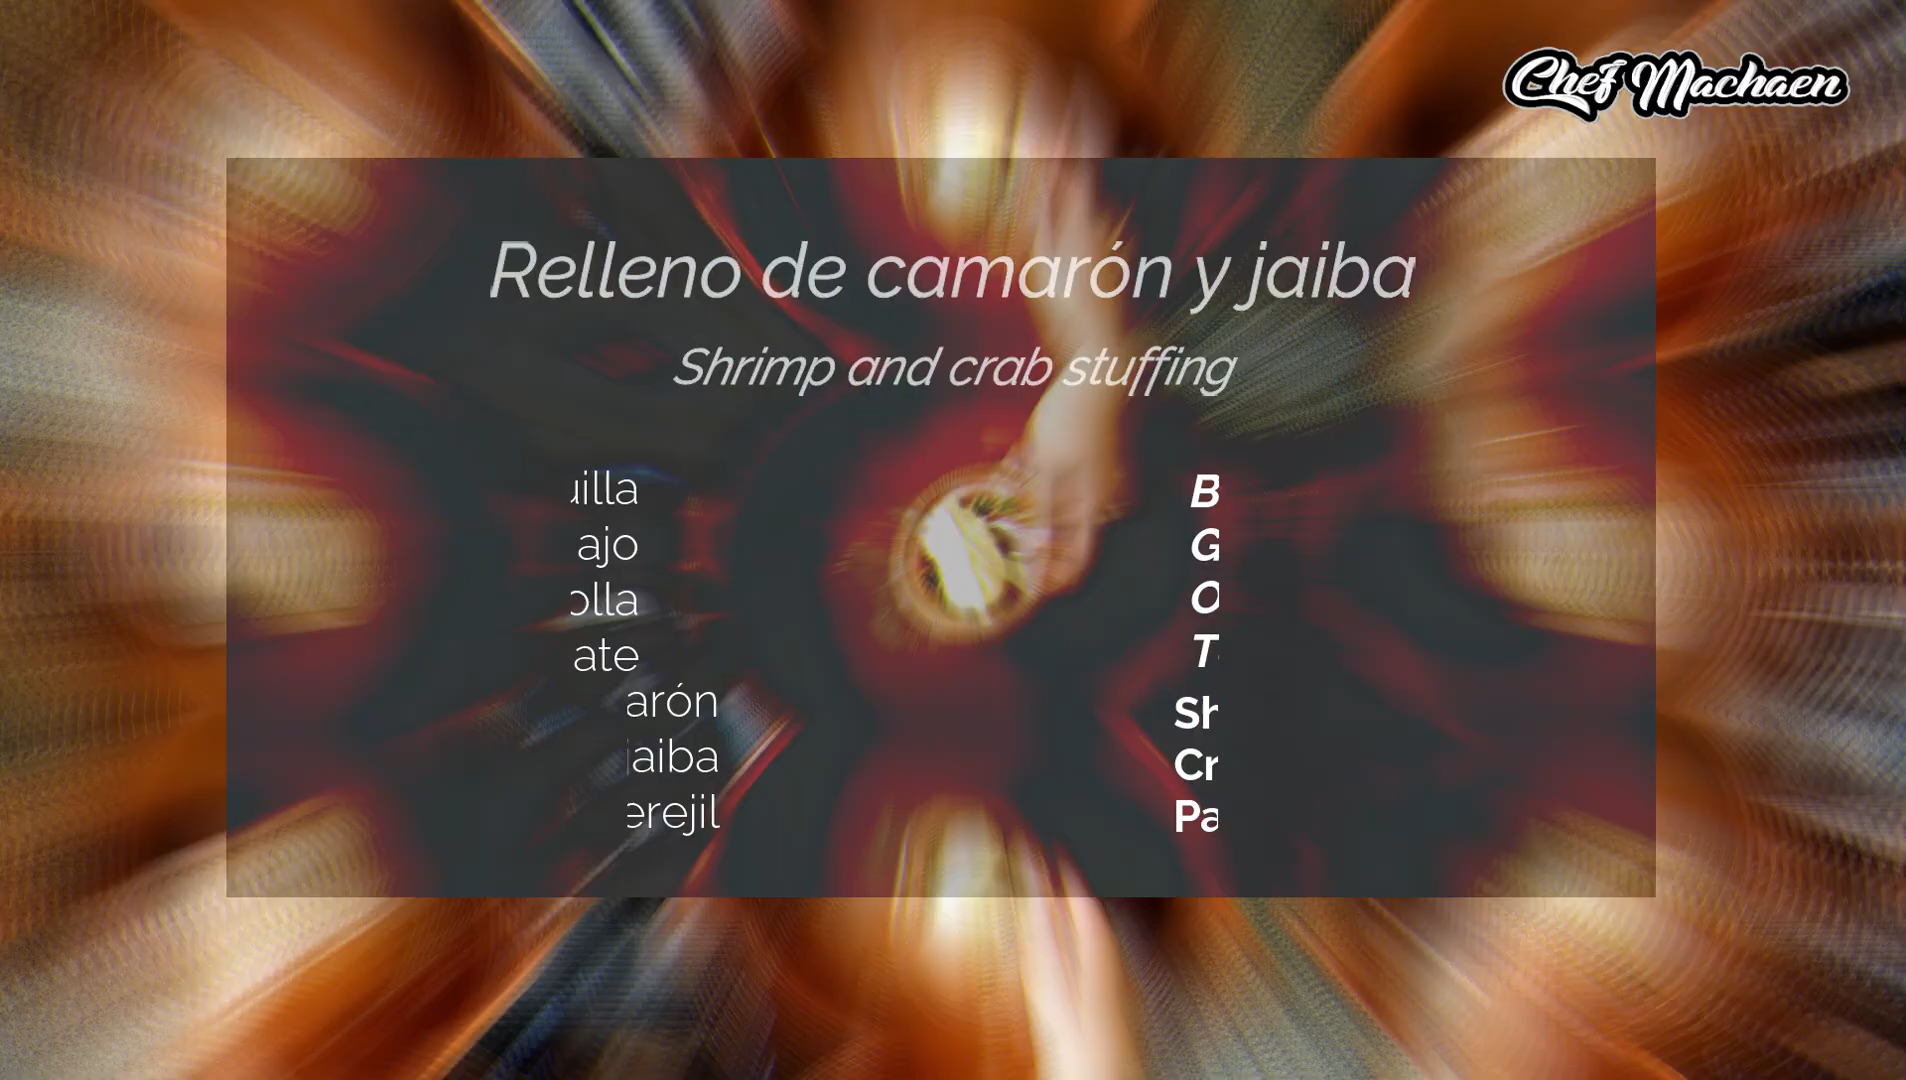 Chef Machaen
Relleno de camarón y jaiba
Shrimp and crab stuffing
illa
ajo
olla
ate
arón
jaiba
erejil
B
G
O
T
Sh
Cr
Pa